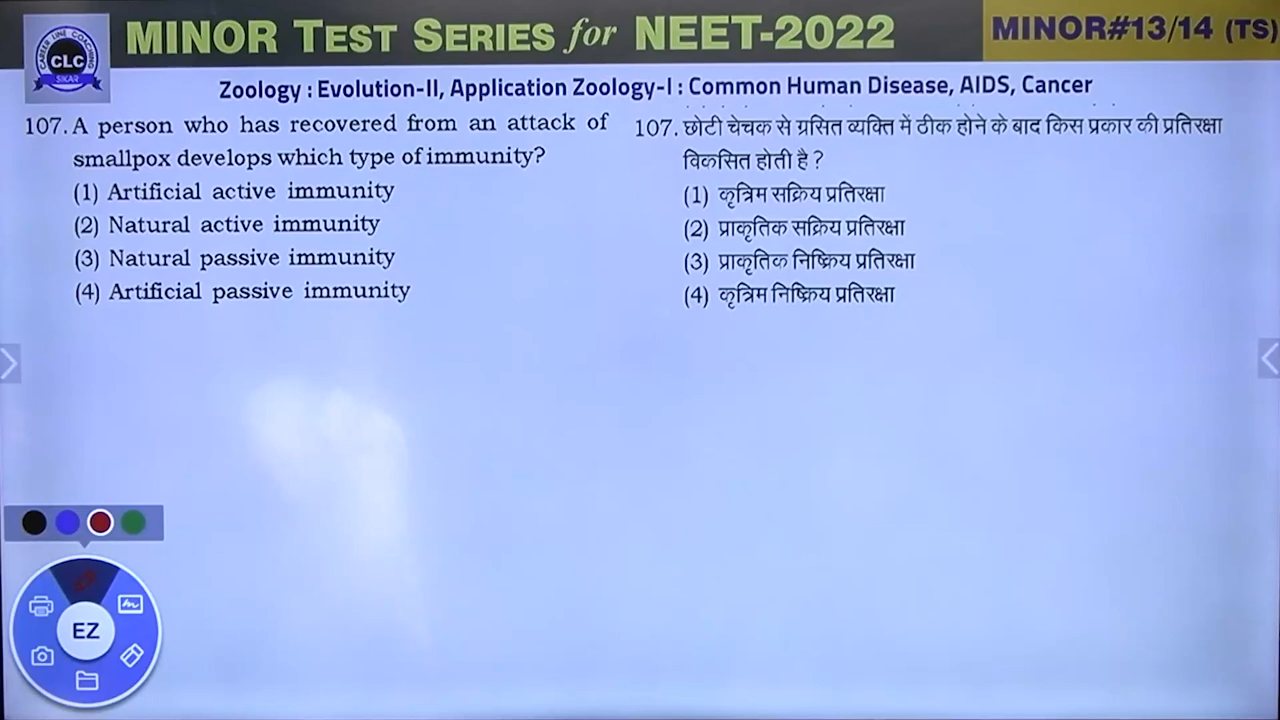 CAREER LINE COACHING
CLC
SIKAR
MINOR TEST SERIES for NEET-2022
MINOR#13/14 (TS)
Zoology : Evolution-II, Application Zoology-I : Common Human Disease, AIDS, Cancer
107. A person who has recovered from an attack of
smallpox develops which type of immunity?
(1) Artificial active immunity
(2) Natural active immunity
(3) Natural passive immunity
(4) Artificial passive immunity
107. छोटी चेचक से ग्रसित व्यक्ति में ठीक होने के बाद किस प्रकार की प्रतिरक्षा
विकसित होती है ?
(1) कृत्रिम सक्रिय प्रतिरक्षा
(2) प्राकृतिक सक्रिय प्रतिरक्षा
(3) प्राकृतिक निष्क्रिय प्रतिरक्षा
(4) कृत्रिम निष्क्रिय प्रतिरक्षा
EZ